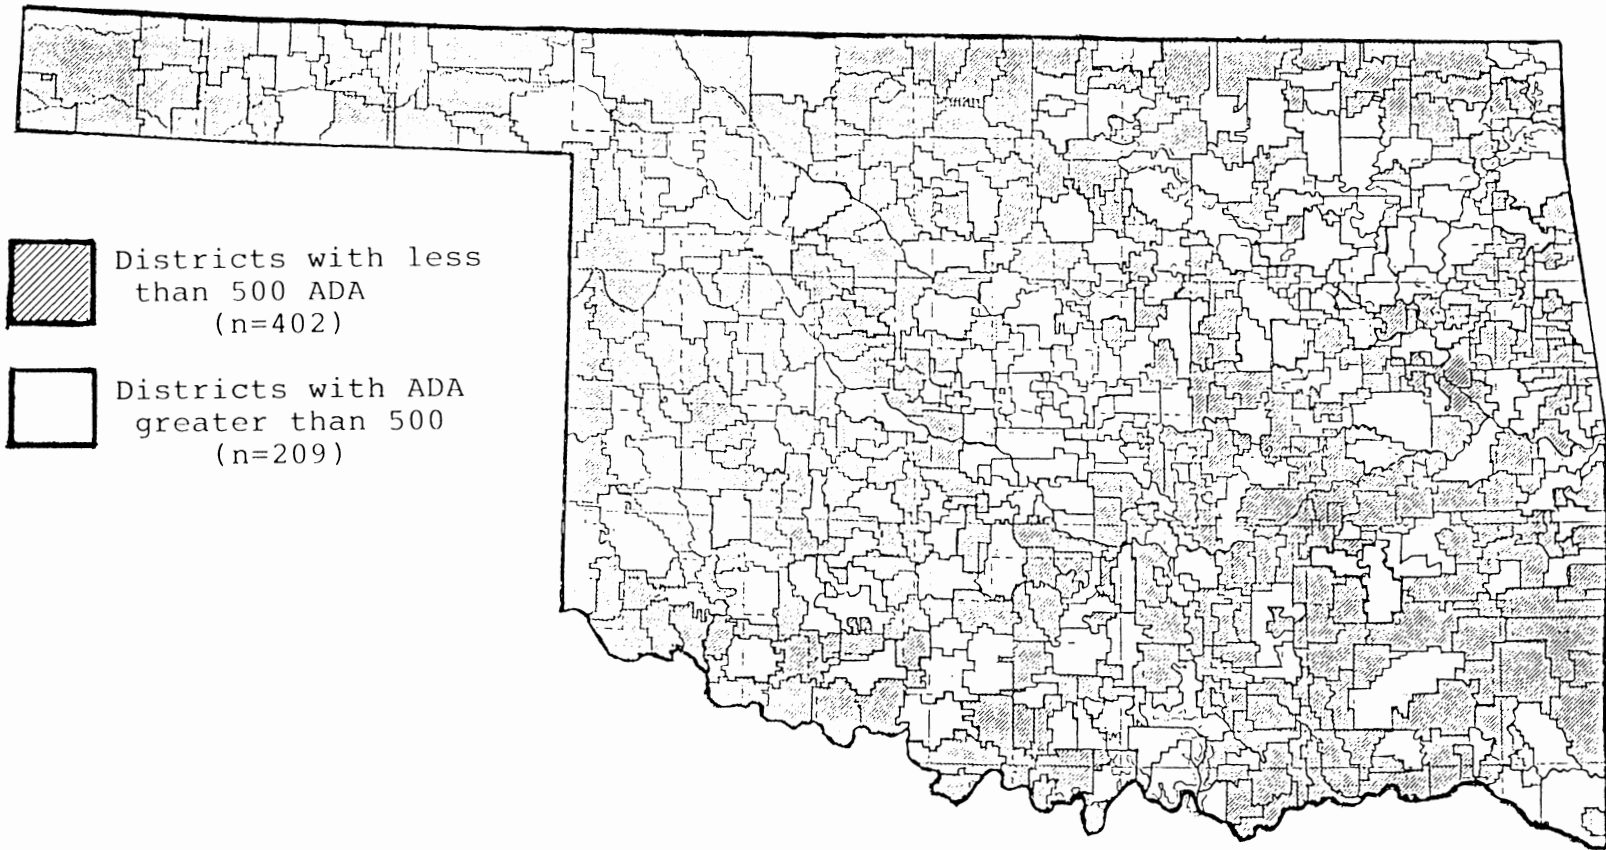 Districts with less
than 500 ADA
(n=402)
Districts with ADA
greater than 500
(n=209)